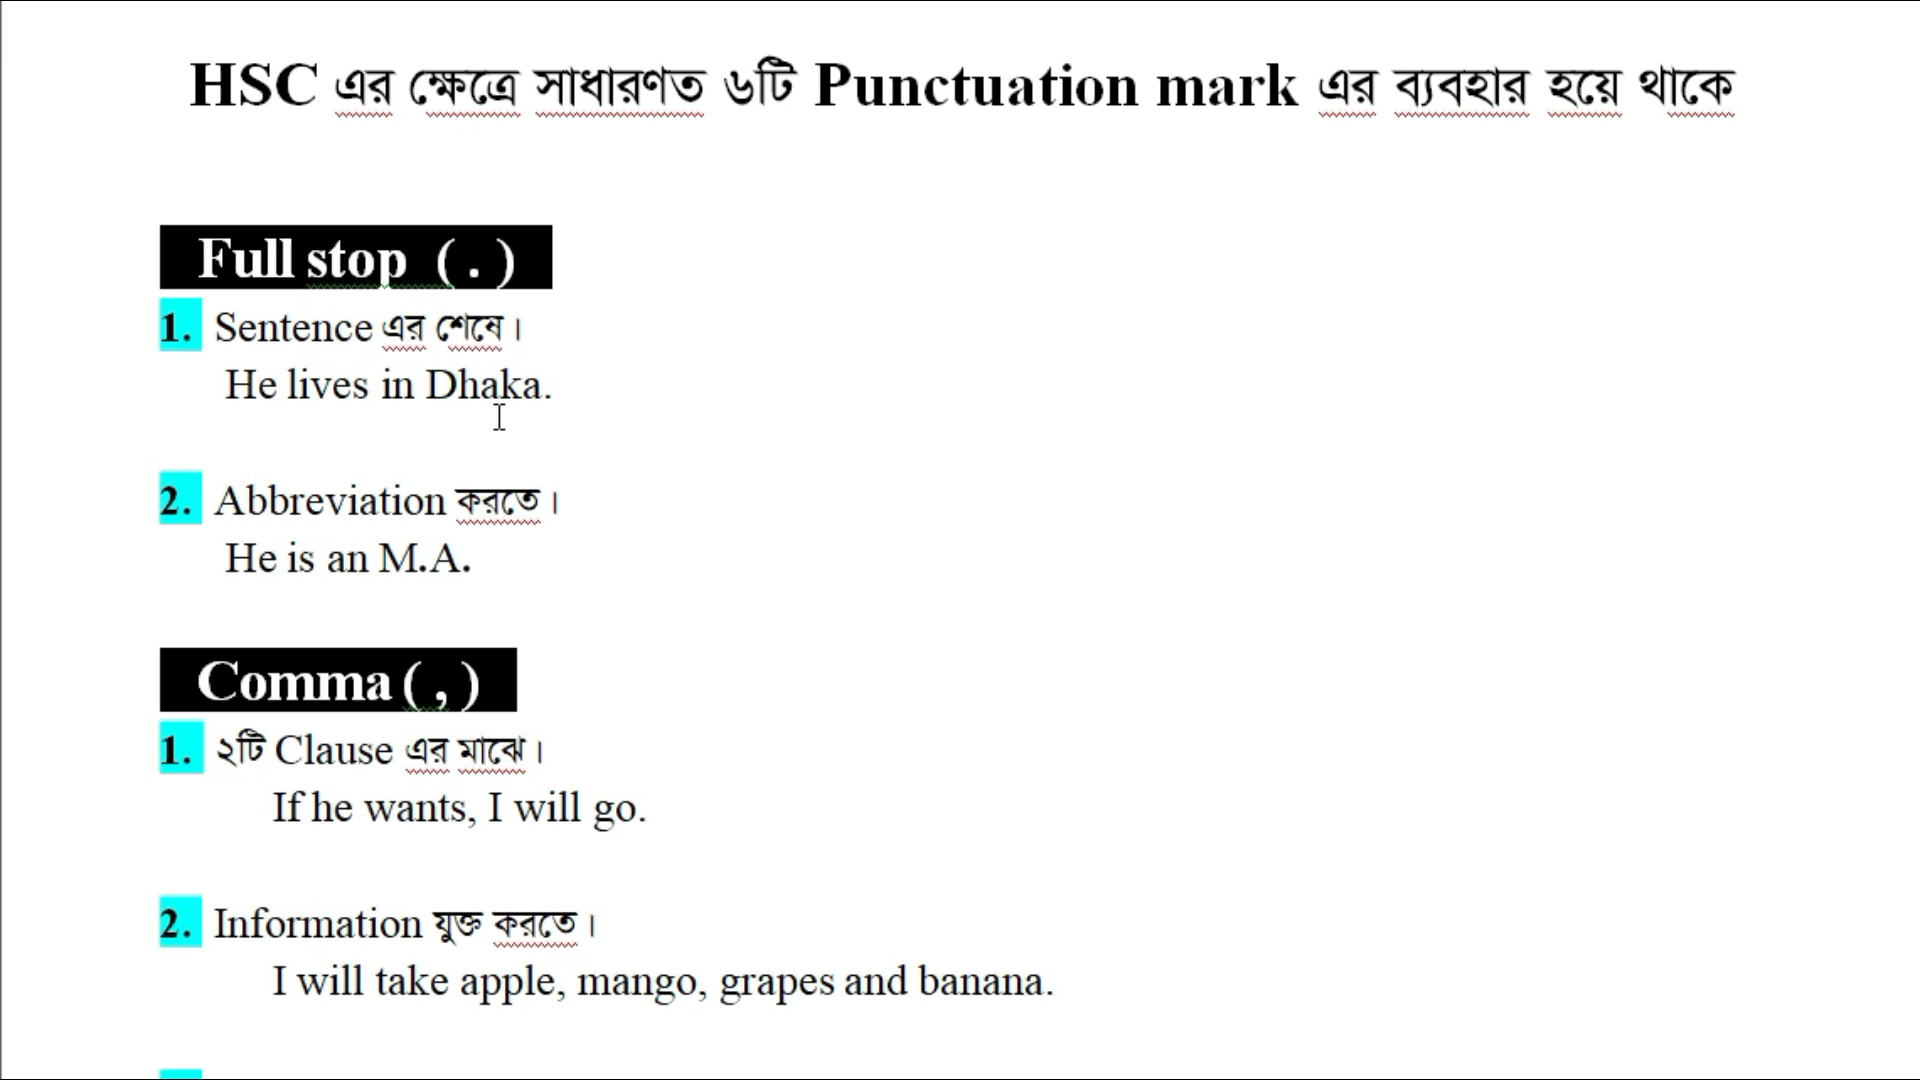 HSC এর ক্ষেত্রে সাধারণত ৬টি Punctuation mark এর ব্যবহার হয়ে থাকে
Full stop ( . )
1. Sentence এর শেষে।
He lives in Dhaka.
2. Abbreviation করতে।
He is an M.A.
Comma ( , )
1. ২টি Clause এর মাঝে।
If he wants, I will go.
2. Information যুক্ত করতে।
I will take apple, mango, grapes and banana.